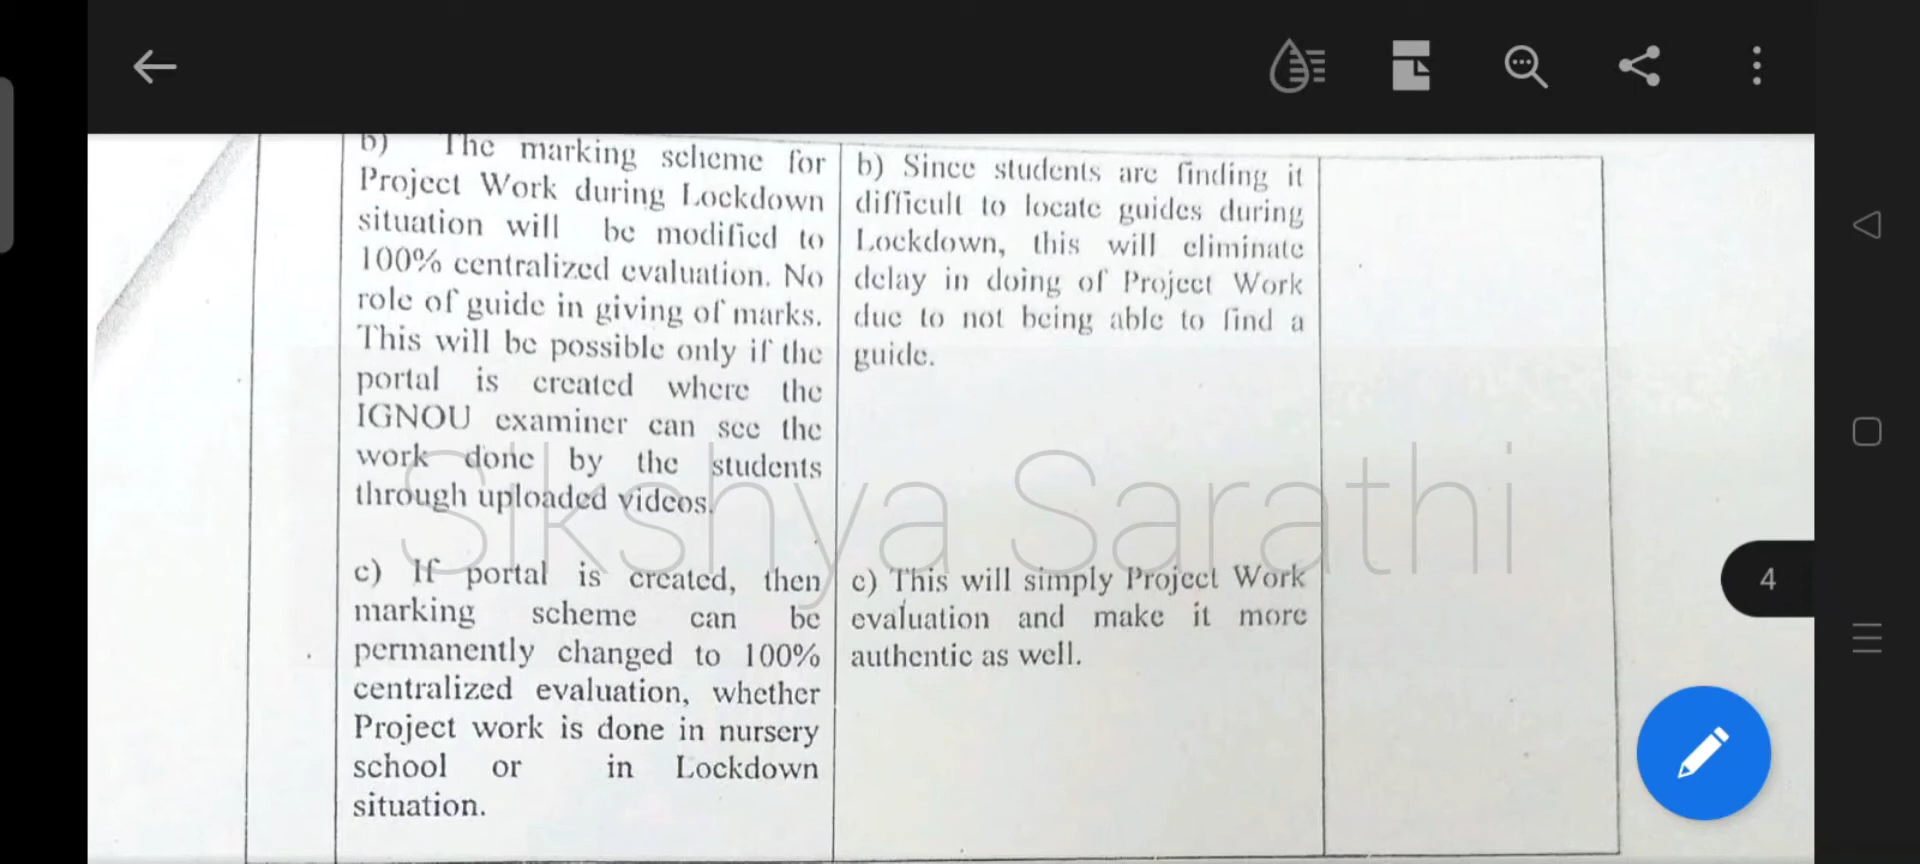 b) The marking scheme for
Project Work during Lockdown
situation will be modified to
100% centralized evaluation. No
role of guide in giving of marks.
This will be possible only if the
portal is created where the
IGNOU examiner can see the
work done by the students
through uploaded videos.
c) If portal is created, then
marking scheme can be
permanently changed to 100%
centralized evaluation, whether
Project work is done in nursery
school or in Lockdown
situation.
b) Since students are finding it
difficult to locate guides during
Lockdown, this will eliminate
delay in doing of Project Work
due to not being able to find a
guide.
c) This will simply Project Work
evaluation and make it more
authentic as well.
Sikshya Sarathi
4